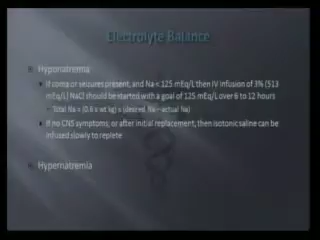 Electrolyte Balance
Hyponatremia
If coma or seizures present, and Na < 125 mEq/L then IV infusion of 3% (513
mEq/L) NaCl should be started with a goal of 125 mEq/L over 6 to 12 hours
Total Na = (0.6 x wt kg) x (desired Na – actual Na)
If no CNS symptoms, or after initial replacement, then isotonic saline can be
infused slowly to replete
Hypernatremia